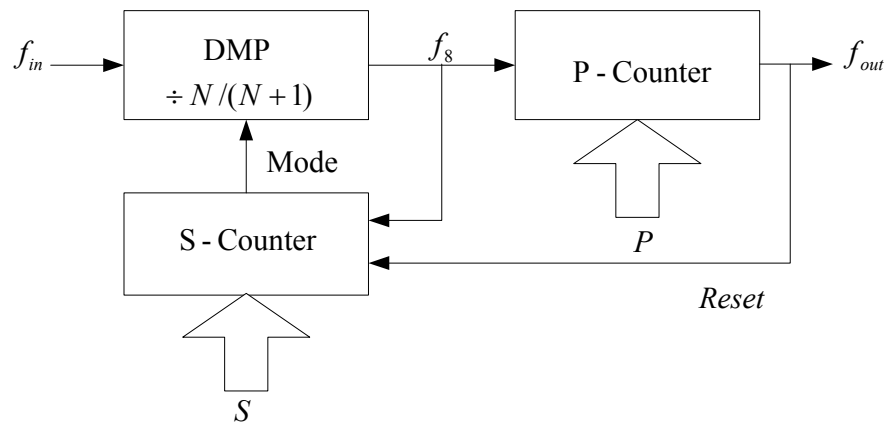 f_in
DMP
÷ N/(N + 1)
f_8
P - Counter
f_out
Mode
S - Counter
P
Reset
S